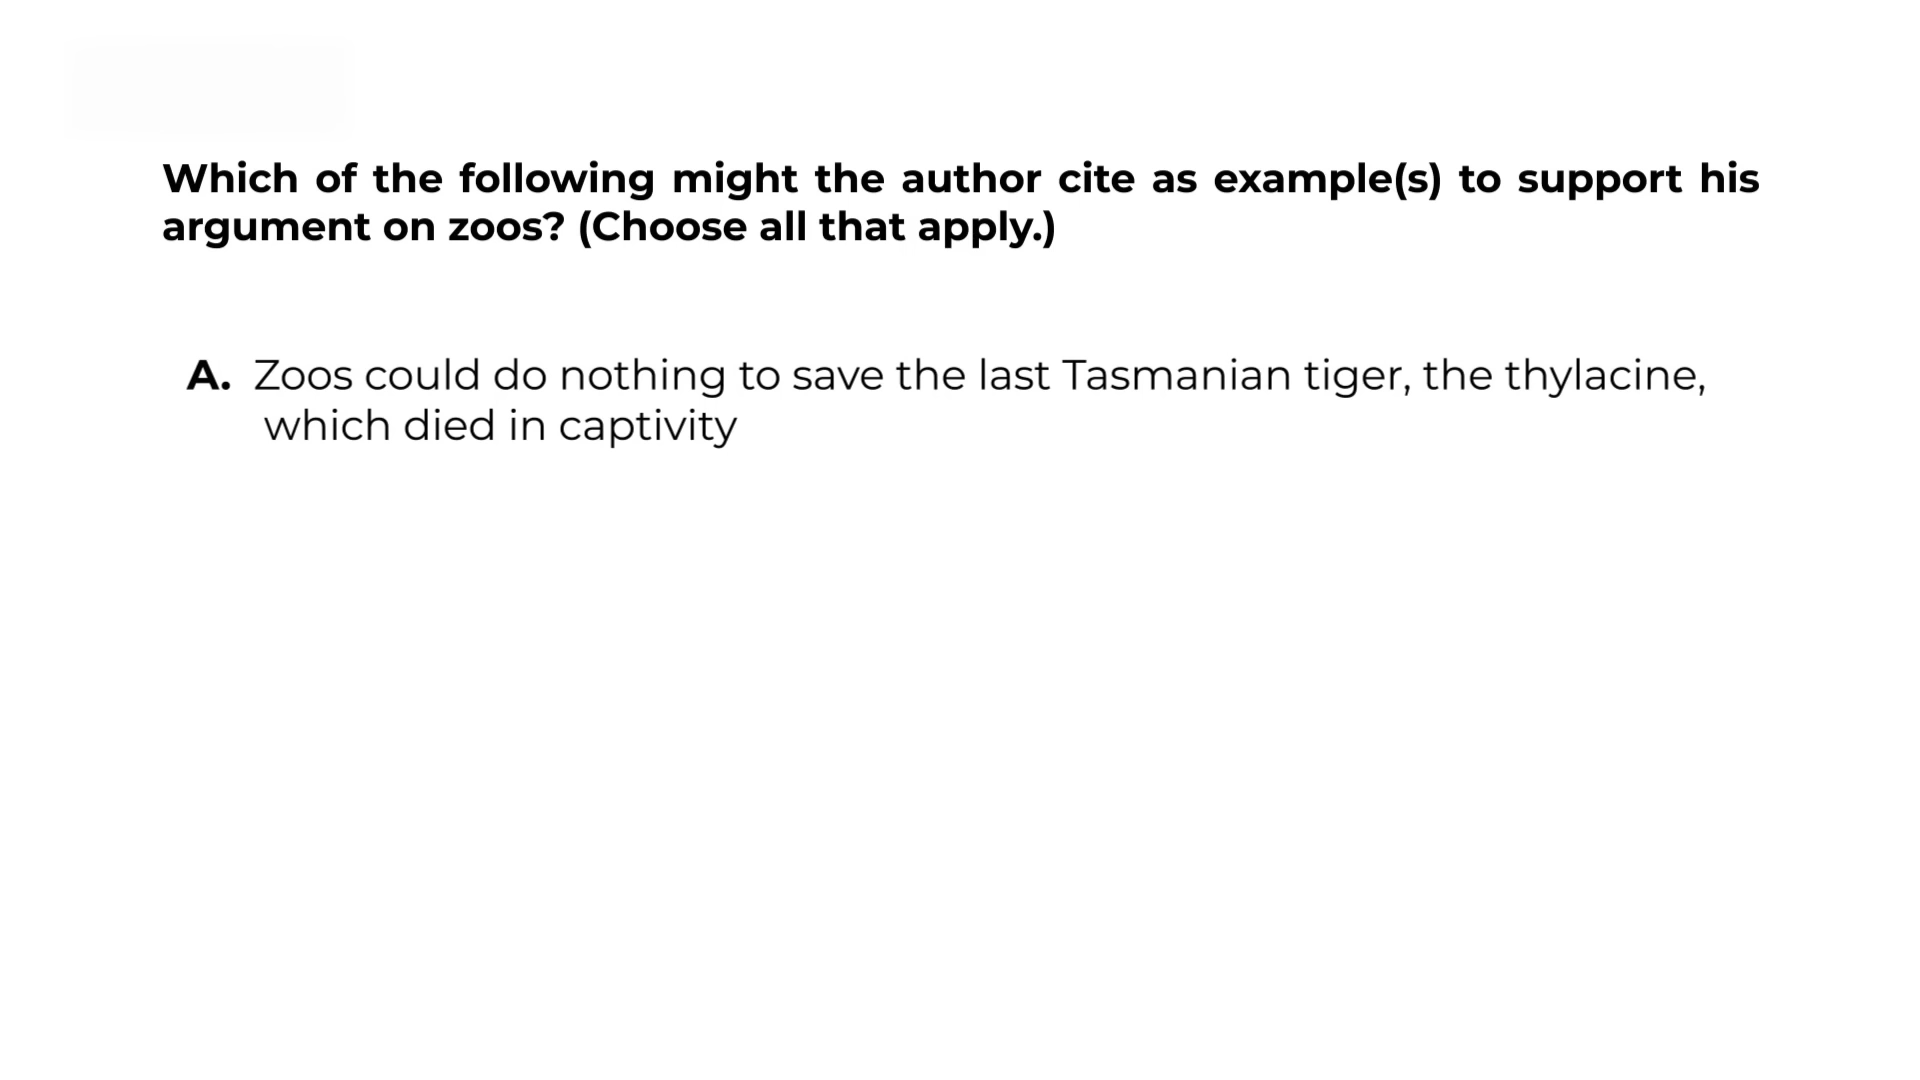 Which of the following might the author cite as example(s) to support his
argument on zoos? (Choose all that apply.)
A. Zoos could do nothing to save the last Tasmanian tiger, the thylacine,
which died in captivity